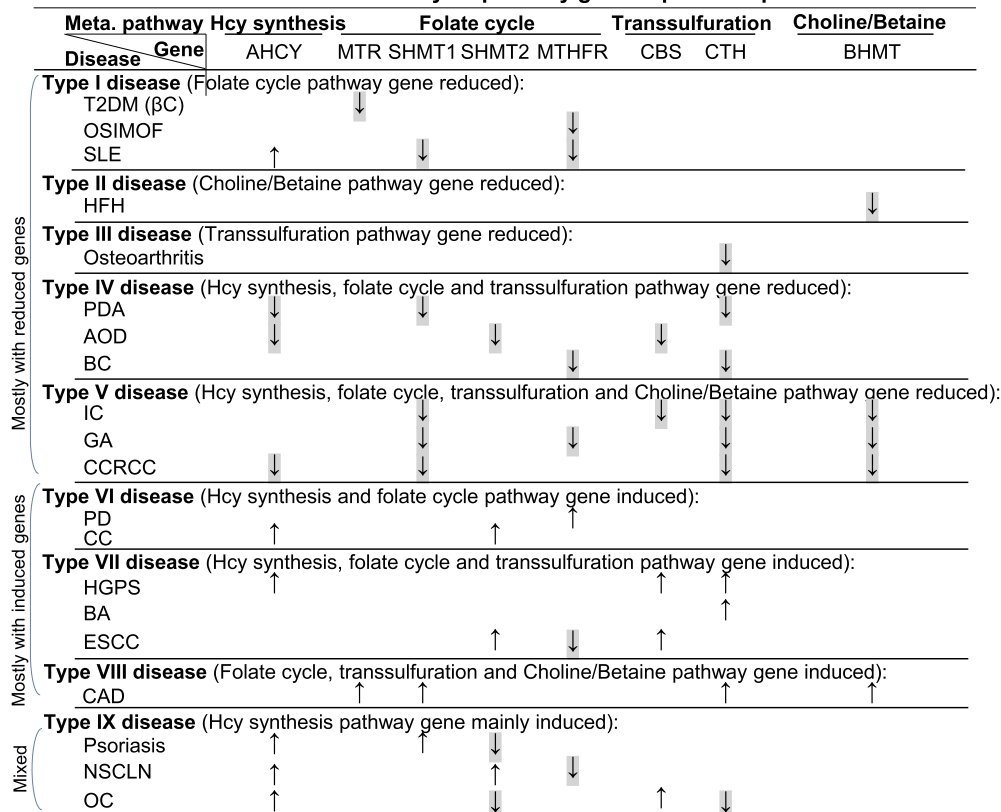 Meta. pathway Hcy synthesis Folate cycle Transsulfuration Choline/Betaine
Disease Gene AHCY MTR SHMT1 SHMT2 MTHFR CBS CTH BHMT
Mostly with reduced genes
Type I disease (Folate cycle pathway gene reduced):
T2DM (βC) ↓
OSIMOF ↓
SLE ↑ ↓ ↓
Type II disease (Choline/Betaine pathway gene reduced):
HFH ↓
Type III disease (Transsulfuration pathway gene reduced):
Osteoarthritis ↓
Type IV disease (Hcy synthesis, folate cycle and transsulfuration pathway gene reduced):
PDA ↓ ↓ ↓
AOD ↓ ↓ ↓
BC ↓ ↓
Type V disease (Hcy synthesis, folate cycle, transsulfuration and Choline/Betaine pathway gene reduced):
IC ↓ ↓ ↓ ↓
GA ↓ ↓ ↓ ↓
CCRCC ↓ ↓ ↓ ↓
Mostly with induced genes
Type VI disease (Hcy synthesis and folate cycle pathway gene induced):
PD ↑
CC ↑ ↑
Type VII disease (Hcy synthesis, folate cycle and transsulfuration pathway gene induced):
HGPS ↑ ↑ ↑
BA ↑
ESCC ↑ ↓ ↑
Type VIII disease (Folate cycle, transsulfuration and Choline/Betaine pathway gene induced):
CAD ↑ ↑ ↑ ↑
Mixed
Type IX disease (Hcy synthesis pathway gene mainly induced):
Psoriasis ↑ ↑ ↓
NSCLN ↑ ↑ ↓
OC ↑ ↓ ↑ ↓